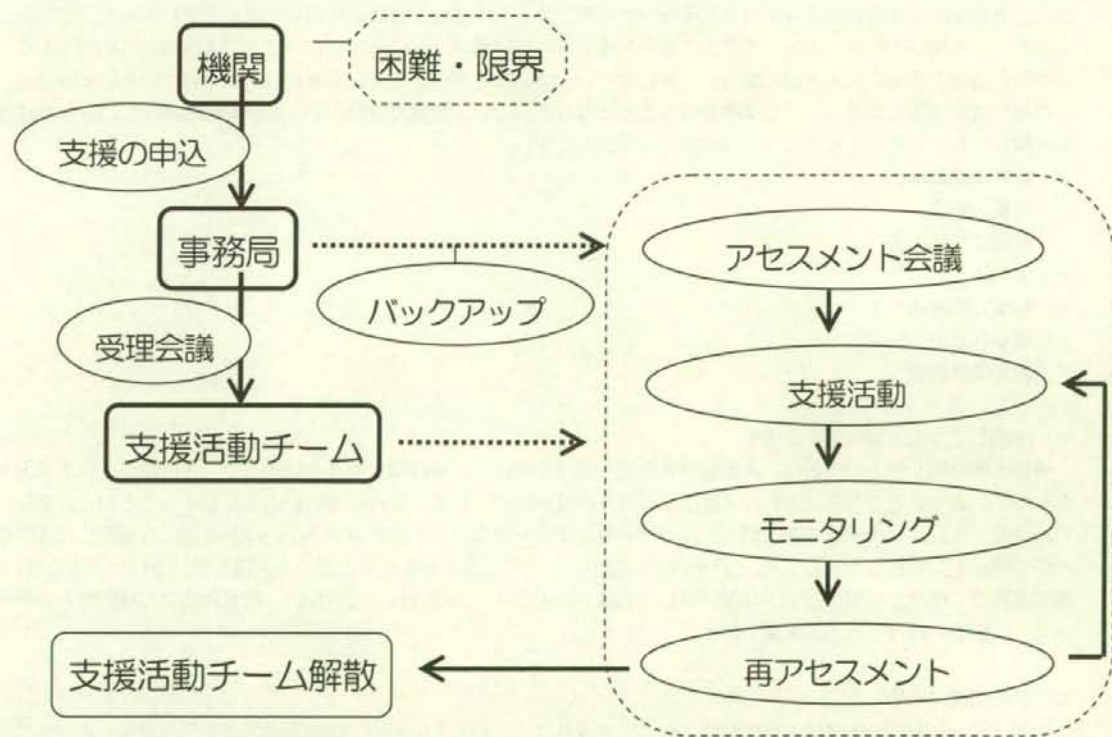 機関
困難・限界
支援の申込
事務局
アセスメント会議
バックアップ
受理会議
支援活動
支援活動チーム
モニタリング
支援活動チーム解散
再アセスメント